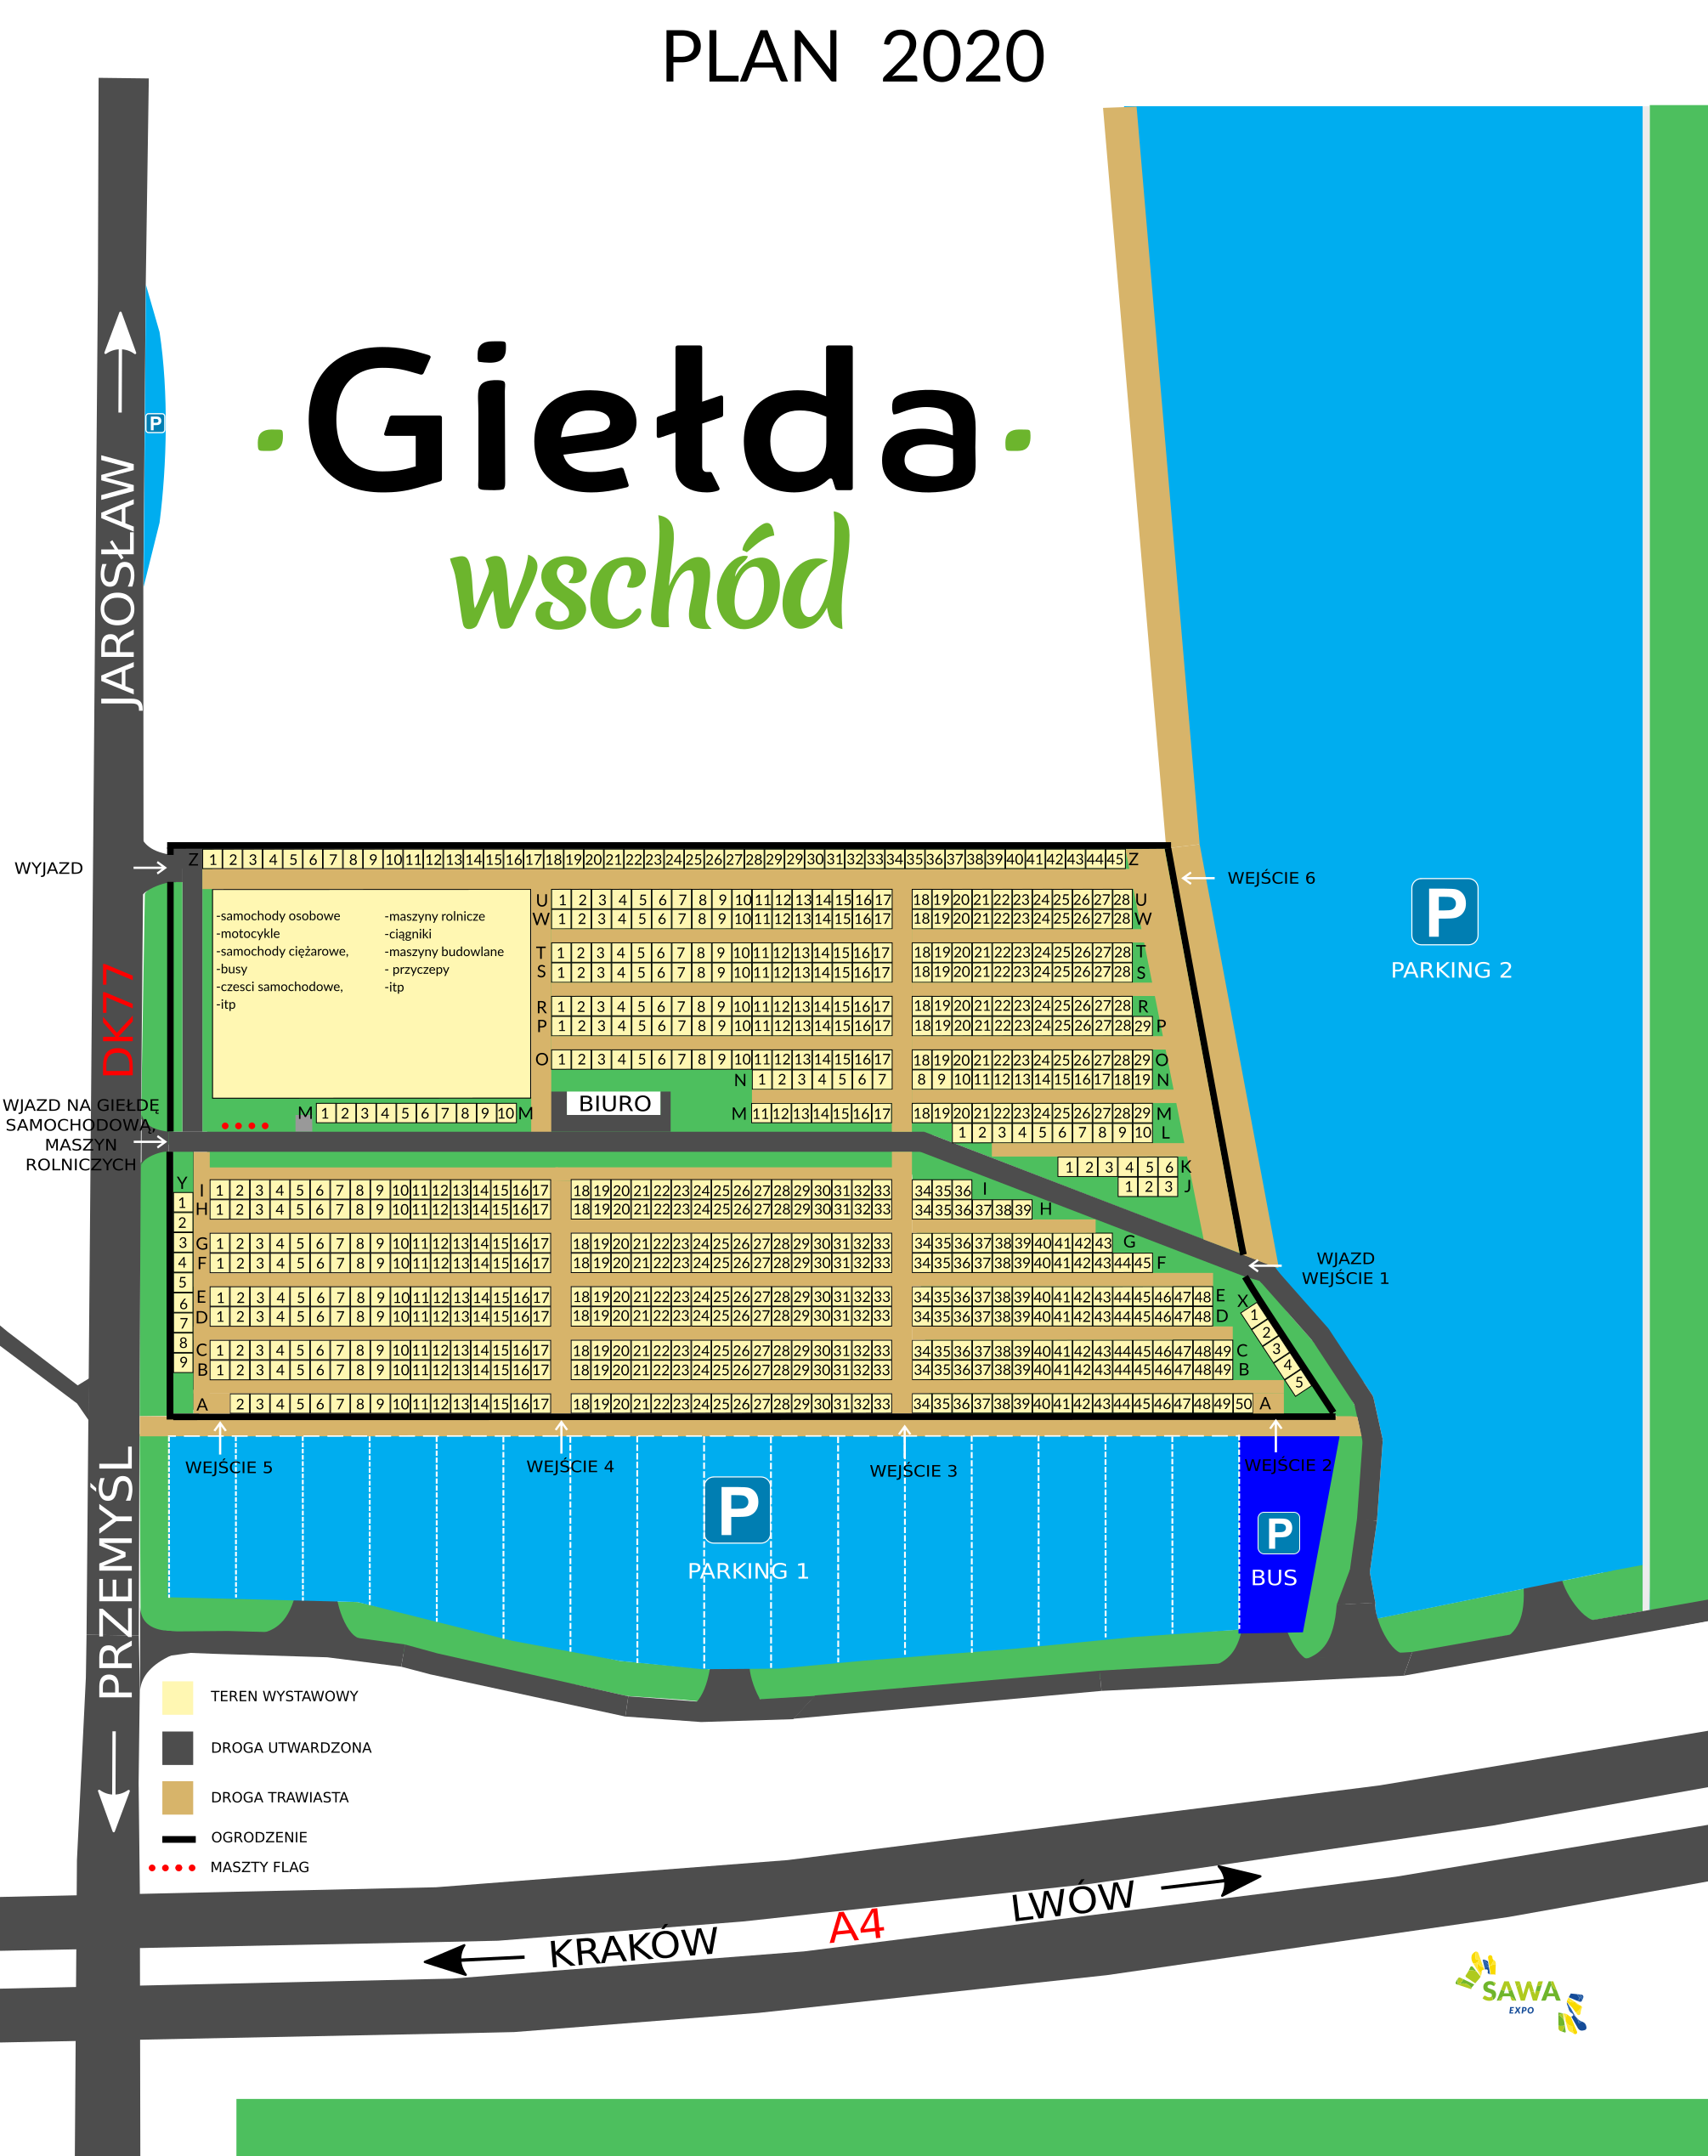 PLAN 2020
JAROSŁAW
P
Giełda
wschód
WYJAZD
Z 1 2 3 4 5 6 7 8 9 10 11 12 13 14 15 16 17 18 19 20 21 22 23 24 25 26 27 28 29 29 30 31 32 33 34 35 36 37 38 39 40 41 42 43 44 45 Z
WEJŚCIE 6
P
PARKING 2
-samochody osobowe
-motocykle
-samochody ciężarowe,
-busy
-czesci samochodowe,
-itp
-maszyny rolnicze
-ciągniki
-maszyny budowlane
- przyczepy
-itp
U 1 2 3 4 5 6 7 8 9 10 11 12 13 14 15 16 17 18 19 20 21 22 23 24 25 26 27 28 U
W 1 2 3 4 5 6 7 8 9 10 11 12 13 14 15 16 17 18 19 20 21 22 23 24 25 26 27 28 W
T 1 2 3 4 5 6 7 8 9 10 11 12 13 14 15 16 17 18 19 20 21 22 23 24 25 26 27 28 T
S 1 2 3 4 5 6 7 8 9 10 11 12 13 14 15 16 17 18 19 20 21 22 23 24 25 26 27 28 S
R 1 2 3 4 5 6 7 8 9 10 11 12 13 14 15 16 17 18 19 20 21 22 23 24 25 26 27 28 R
P 1 2 3 4 5 6 7 8 9 10 11 12 13 14 15 16 17 18 19 20 21 22 23 24 25 26 27 28 29 P
O 1 2 3 4 5 6 7 8 9 10 11 12 13 14 15 16 17 18 19 20 21 22 23 24 25 26 27 28 29 O
N 1 2 3 4 5 6 7 8 9 10 11 12 13 14 15 16 17 18 19 N
DK77
WJAZD NA GIEŁDĘ
SAMOCHODOWĄ,
MASZYN
ROLNICZYCH
M 1 2 3 4 5 6 7 8 9 10 M
BIURO
M 11 12 13 14 15 16 17 18 19 20 21 22 23 24 25 26 27 28 29 M
1 2 3 4 5 6 7 8 9 10 L
1 2 3 4 5 6 K
1 2 3 J
Y
1
2
3
4
5
6
7
8
9
I 1 2 3 4 5 6 7 8 9 10 11 12 13 14 15 16 17 18 19 20 21 22 23 24 25 26 27 28 29 30 31 32 33 34 35 36 I
H 1 2 3 4 5 6 7 8 9 10 11 12 13 14 15 16 17 18 19 20 21 22 23 24 25 26 27 28 29 30 31 32 33 34 35 36 37 38 39 H
G 1 2 3 4 5 6 7 8 9 10 11 12 13 14 15 16 17 18 19 20 21 22 23 24 25 26 27 28 29 30 31 32 33 34 35 36 37 38 39 40 41 42 43 G
F 1 2 3 4 5 6 7 8 9 10 11 12 13 14 15 16 17 18 19 20 21 22 23 24 25 26 27 28 29 30 31 32 33 34 35 36 37 38 39 40 41 42 43 44 45 F
E 1 2 3 4 5 6 7 8 9 10 11 12 13 14 15 16 17 18 19 20 21 22 23 24 25 26 27 28 29 30 31 32 33 34 35 36 37 38 39 40 41 42 43 44 45 46 47 48 E
D 1 2 3 4 5 6 7 8 9 10 11 12 13 14 15 16 17 18 19 20 21 22 23 24 25 26 27 28 29 30 31 32 33 34 35 36 37 38 39 40 41 42 43 44 45 46 47 48 D
C 1 2 3 4 5 6 7 8 9 10 11 12 13 14 15 16 17 18 19 20 21 22 23 24 25 26 27 28 29 30 31 32 33 34 35 36 37 38 39 40 41 42 43 44 45 46 47 48 49 C
B 1 2 3 4 5 6 7 8 9 10 11 12 13 14 15 16 17 18 19 20 21 22 23 24 25 26 27 28 29 30 31 32 33 34 35 36 37 38 39 40 41 42 43 44 45 46 47 48 49 B
A 2 3 4 5 6 7 8 9 10 11 12 13 14 15 16 17 18 19 20 21 22 23 24 25 26 27 28 29 30 31 32 33 34 35 36 37 38 39 40 41 42 43 44 45 46 47 48 49 50 A
WJAZD
WEJŚCIE 1
X
1
2
3
4
5
WEJŚCIE 5
WEJŚCIE 4
WEJŚCIE 3
WEJŚCIE 2
P
PARKING 1
P
BUS
PRZEMYŚL
TEREN WYSTAWOWY
DROGA UTWARDZONA
DROGA TRAWIASTA
OGRODZENIE
MASZTY FLAG
KRAKÓW
A4
LWÓW
SAWA
EXPO